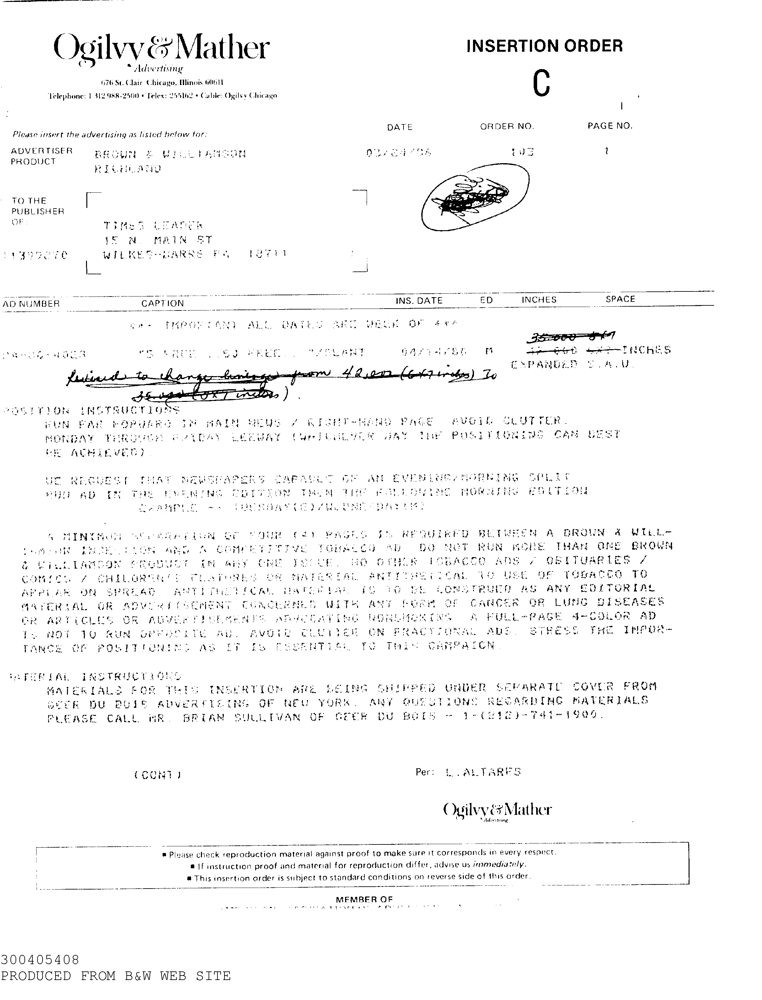 Ogilvy & Mather
Advertising
676 St. Clair Chicago, Illinois 60611
Telephone: 1 312 988-2500 • Telex: 255162 • Cable: Ogilvy Chicago
INSERTION ORDER
C
Please insert the advertising as listed below for:
DATE ORDER NO. PAGE NO.
ADVERTISER BROWN & WILLIAMSON 03/24/86 143 1
PRODUCT RICHLAND
TO THE
PUBLISHER
OF TIMES LEADER
15 N MAIN ST
11399270 WILKES-BARRE PA 18711
AD NUMBER CAPTION INS. DATE ED INCHES SPACE
*** IMPORTANT ALL DATES ARE WEEK OF ***
35.000 5X7
04/14/86 M INCHES
EXPANDED S.A.U.
Revised to change lineage from 42.000 (6X7 inches) to
35.000 (5X7 inches).
POSITION INSTRUCTIONS
RUN FAR FORWARD IN MAIN NEWS / RIGHT-HAND PAGE AVOID CLUTTER.
MONDAY THROUGH FRIDAY LEEWAY (WHICHEVER DAY THE POSITIONING CAN BEST
BE ACHIEVED)
WE REQUEST THAT NEWSPAPERS CAPABLE OF AN EVENING/MORNING SPLIT
RUN AD IN THE EVENING EDITION THEN THE FOLLOWING MORNING EDITION
EXAMPLE -- TUESDAY(E)/WEDNESDAY(M)
A MINIMUM SEPARATION OF FOUR (4) PAGES IS REQUIRED BETWEEN A BROWN & WILL-
IAMSON INSERTION AND A COMPETITIVE TOBACCO AD. DO NOT RUN MORE THAN ONE BROWN
& WILLIAMSON PRODUCT IN ANY ONE ISSUE. NO OTHER TOBACCO ADS / OBITUARIES /
COMICS / CHILDREN'S FEATURES OR MATERIAL ANTITHETICAL TO USE OF TOBACCO TO
APPEAR ON SPREAD. ANTITHETICAL MATERIAL IS TO BE CONSTRUED AS ANY EDITORIAL
MATERIAL OR ADVERTISEMENT CONCERNED WITH ANY FORM OF CANCER OR LUNG DISEASES
OR ARTICLES OR ADVERTISEMENTS ADVOCATING NONSMOKING. A FULL-PAGE 4-COLOR AD
IS NOT TO RUN OPPOSITE AD. AVOID CLUTTER ON FRACTIONAL ADS. STRESS THE IMPOR-
TANCE OF POSITIONING AS IT IS ESSENTIAL TO THIS CAMPAIGN.
MATERIAL INSTRUCTIONS
MATERIALS FOR THIS INSERTION ARE BEING SHIPPED UNDER SEPARATE COVER FROM
GEER DU BOIS ADVERTISING OF NEW YORK. ANY QUESTIONS REGARDING MATERIALS
PLEASE CALL MR. BRIAN SULLIVAN OF GEER DU BOIS - 1-(212)-741-1900.
(CONT) Per: L. ALTARES
Ogilvy & Mather
Advertising
■ Please check reproduction material against proof to make sure it corresponds in every respect.
■ If instruction proof and material for reproduction differ, advise us immediately.
■ This insertion order is subject to standard conditions on reverse side of this order.
MEMBER OF
300405408
PRODUCED FROM B&W WEB SITE